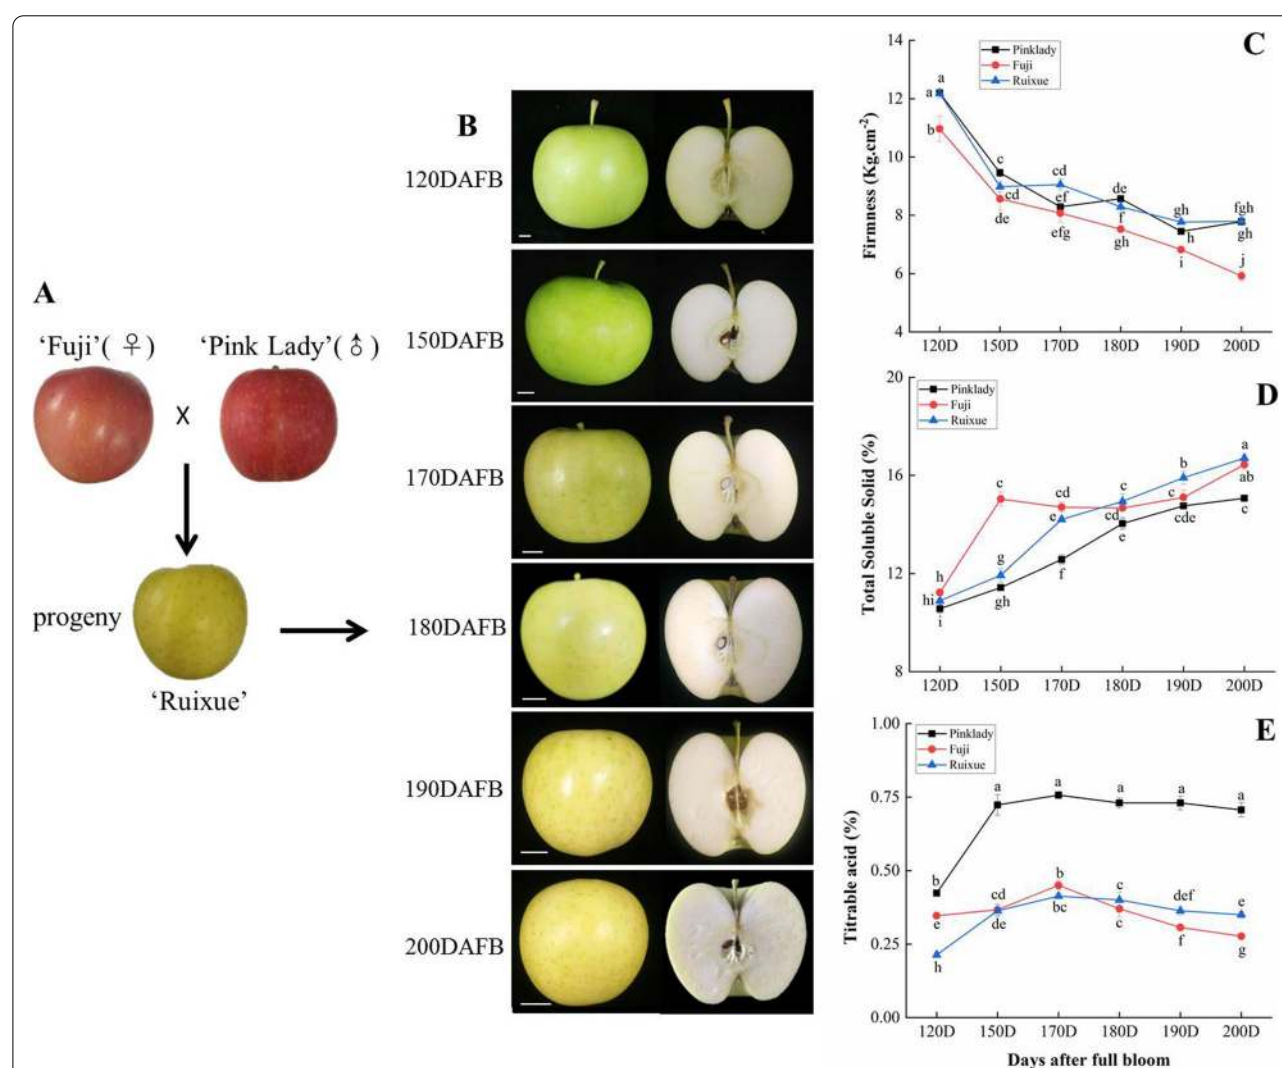 A
'Fuji'( ♀ )
'Pink Lady'( ♂ )
X
progeny
'Ruixue'
B
120DAFB
150DAFB
170DAFB
180DAFB
190DAFB
200DAFB
C
Pinklady
Fuji
Ruixue
Firmness (Kg.cm-2)
14
12
10
8
6
4
a
a
b
c
cd
de
cd
ef
efg
de
f
gh
gh
h
i
fgh
gh
j
120D 150D 170D 180D 190D 200D
D
Pinklady
Fuji
Ruixue
Total Soluble Solid (%)
20
16
12
8
h
hi
i
c
g
gh
cd
e
f
c
cd
e
b
c
cde
a
ab
c
120D 150D 170D 180D 190D 200D
E
Pinklady
Fuji
Ruixue
Titrable acid (%)
1.00
0.75
0.50
0.25
0.00
b
e
h
a
cd
de
a
b
bc
a
c
c
a
def
f
a
e
g
120D 150D 170D 180D 190D 200D
Days after full bloom